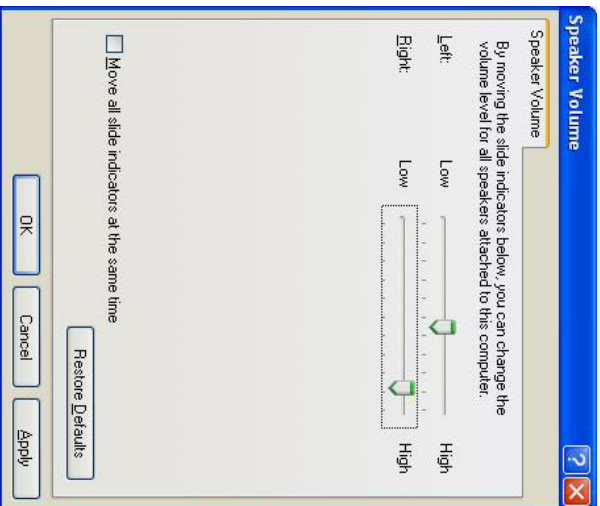 Speaker Volume
Speaker Volume
By moving the slide indicators below, you can change the
volume level for all speakers attached to this computer.
Left: Low High
Right: Low High
Move all slide indicators at the same time
Restore Defaults
OK Cancel Apply